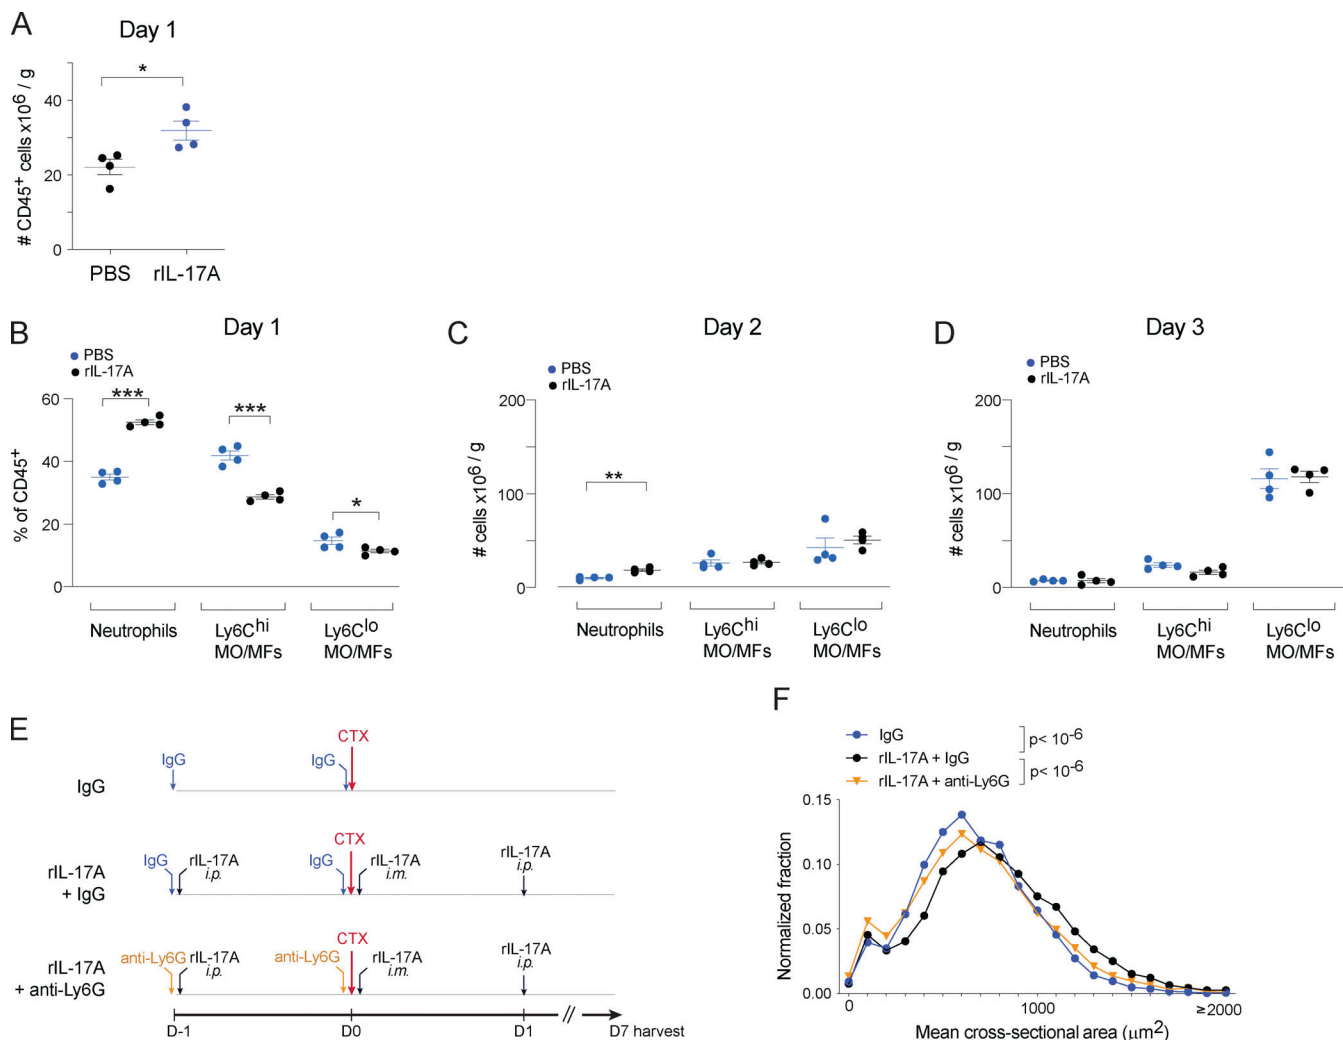 A
Day 1
# CD45+ cells x10^6 / g
40
20
0
*
PBS
rIL-17A
B
Day 1
PBS
rIL-17A
% of CD45+
60
40
20
0
***
***
*
Neutrophils
Ly6Chi
MO/MFs
Ly6Clo
MO/MFs
C
Day 2
PBS
rIL-17A
# cells x10^6 / g
200
100
0
**
Neutrophils
Ly6Chi
MO/MFs
Ly6Clo
MO/MFs
D
Day 3
PBS
rIL-17A
# cells x10^6 / g
200
100
0
Neutrophils
Ly6Chi
MO/MFs
Ly6Clo
MO/MFs
E
CTX
IgG
IgG
IgG
CTX
IgG
rIL-17A
i.p.
IgG
rIL-17A
i.m.
rIL-17A
i.p.
rIL-17A
+ IgG
CTX
anti-Ly6G
rIL-17A
i.p.
anti-Ly6G
rIL-17A
i.m.
rIL-17A
i.p.
rIL-17A
+ anti-Ly6G
D-1
D0
D1
//
D7 harvest
F
IgG
rIL-17A + IgG
rIL-17A + anti-Ly6G
p< 10^-6
p< 10^-6
Normalized fraction
0.15
0.10
0.05
0.00
0
1000
≥2000
Mean cross-sectional area (µm²)